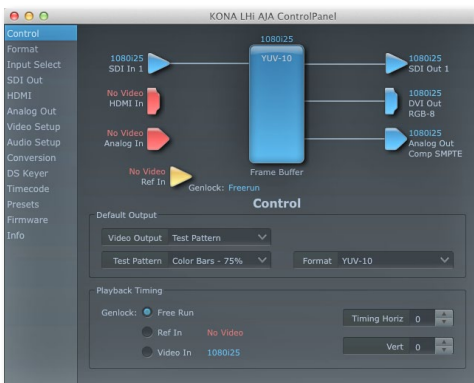 KONA LHi AJA ControlPanel
Control
Format
Input Select
SDI Out
HDMI
Analog Out
Video Setup
Audio Setup
Conversion
DS Keyer
Timecode
Presets
Firmware
Info
1080i25
YUV-10
1080i25
SDI In 1
1080i25
SDI Out 1
No Video
HDMI In
1080i25
DVI Out
RGB-8
No Video
Analog In
1080i25
Analog Out
Comp SMPTE
No Video
Ref In
Frame Buffer
Genlock: Freerun
Control
Default Output
Video Output Test Pattern
Test Pattern Color Bars - 75% Format YUV-10
Playback Timing
Genlock: Free Run
Timing Horiz 0
Ref In No Video
Vert 0
Video In 1080i25